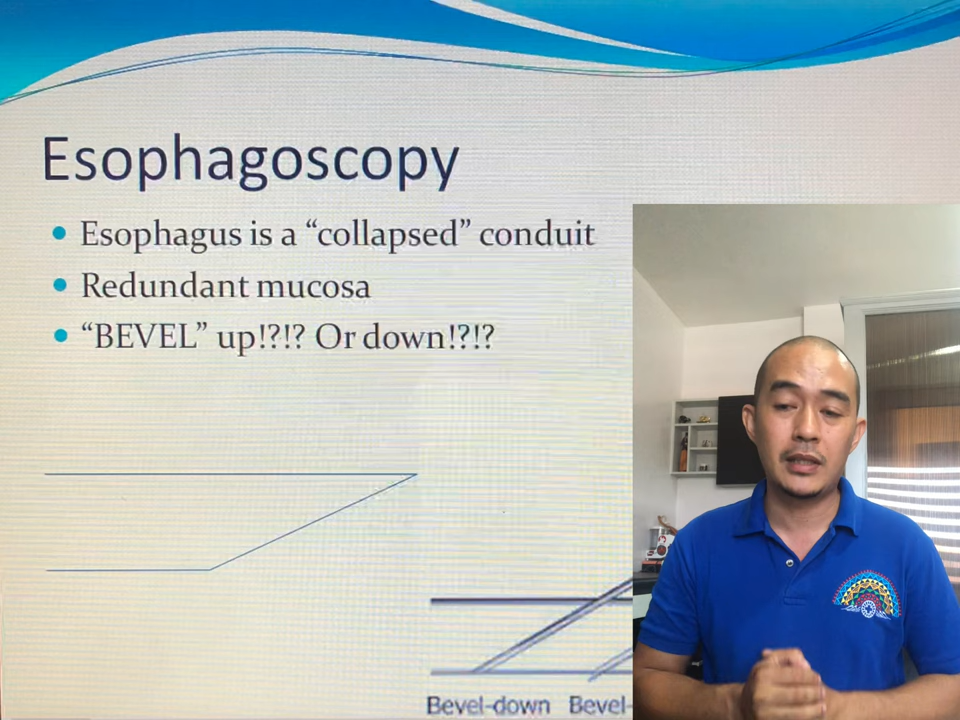 Esophagoscopy
Esophagus is a “collapsed” conduit
Redundant mucosa
“BEVEL” up!?!? Or down!?!?
Bevel-down Bevel-